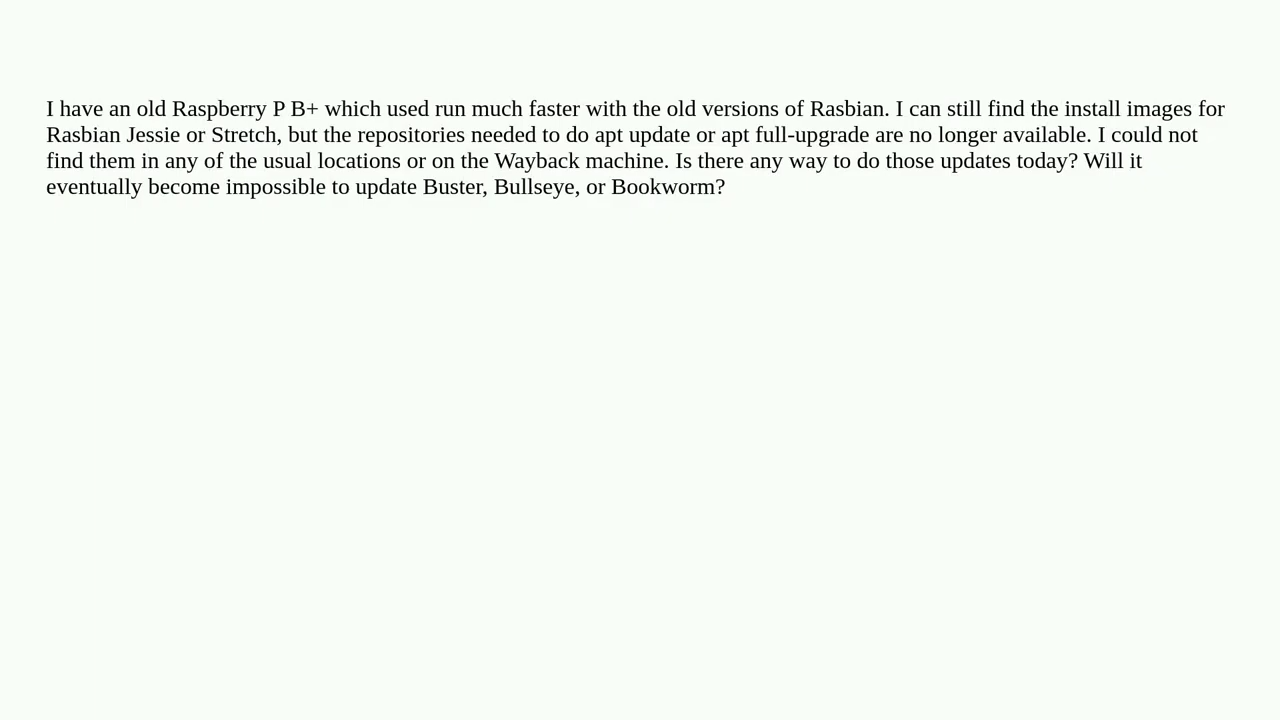 I have an old Raspberry P B+ which used run much faster with the old versions of Rasbian. I can still find the install images for
Rasbian Jessie or Stretch, but the repositories needed to do apt update or apt full-upgrade are no longer available. I could not
find them in any of the usual locations or on the Wayback machine. Is there any way to do those updates today? Will it
eventually become impossible to update Buster, Bullseye, or Bookworm?